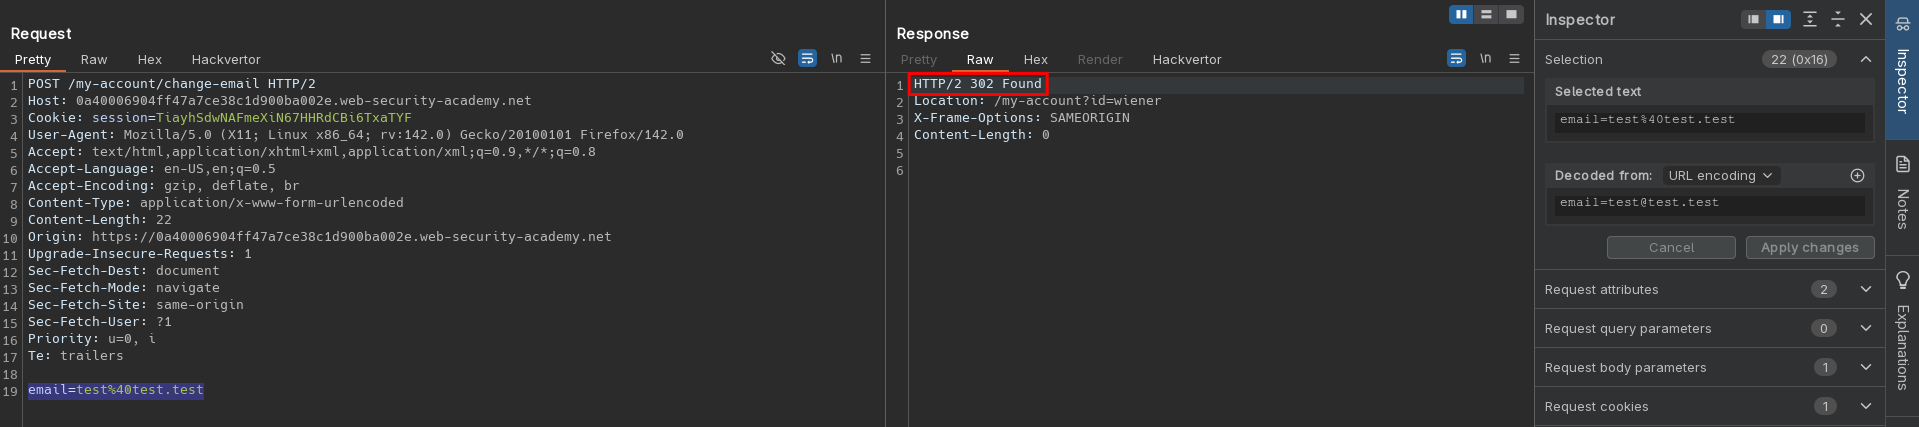 Request
Pretty Raw Hex Hackvertor \n
1 POST /my-account/change-email HTTP/2
2 Host: 0a40006904ff47a7ce38c1d900ba002e.web-security-academy.net
3 Cookie: session=TiayhSdwNAFmeXiN67HHRdCBi6TxaTYF
4 User-Agent: Mozilla/5.0 (X11; Linux x86_64; rv:142.0) Gecko/20100101 Firefox/142.0
5 Accept: text/html,application/xhtml+xml,application/xml;q=0.9,*/*;q=0.8
6 Accept-Language: en-US,en;q=0.5
7 Accept-Encoding: gzip, deflate, br
8 Content-Type: application/x-www-form-urlencoded
9 Content-Length: 22
10 Origin: https://0a40006904ff47a7ce38c1d900ba002e.web-security-academy.net
11 Upgrade-Insecure-Requests: 1
12 Sec-Fetch-Dest: document
13 Sec-Fetch-Mode: navigate
14 Sec-Fetch-Site: same-origin
15 Sec-Fetch-User: ?1
16 Priority: u=0, i
17 Te: trailers
18
19 email=test%40test.test
Response
Pretty Raw Hex Render Hackvertor \n
1 HTTP/2 302 Found
2 Location: /my-account?id=wiener
3 X-Frame-Options: SAMEORIGIN
4 Content-Length: 0
5
6
Inspector
Selection 22 (0x16)
Selected text
email=test%40test.test
Decoded from: URL encoding
email=test@test.test
Cancel Apply changes
Request attributes 2
Request query parameters 0
Request body parameters 1
Request cookies 1
Inspector
Notes
Explanations